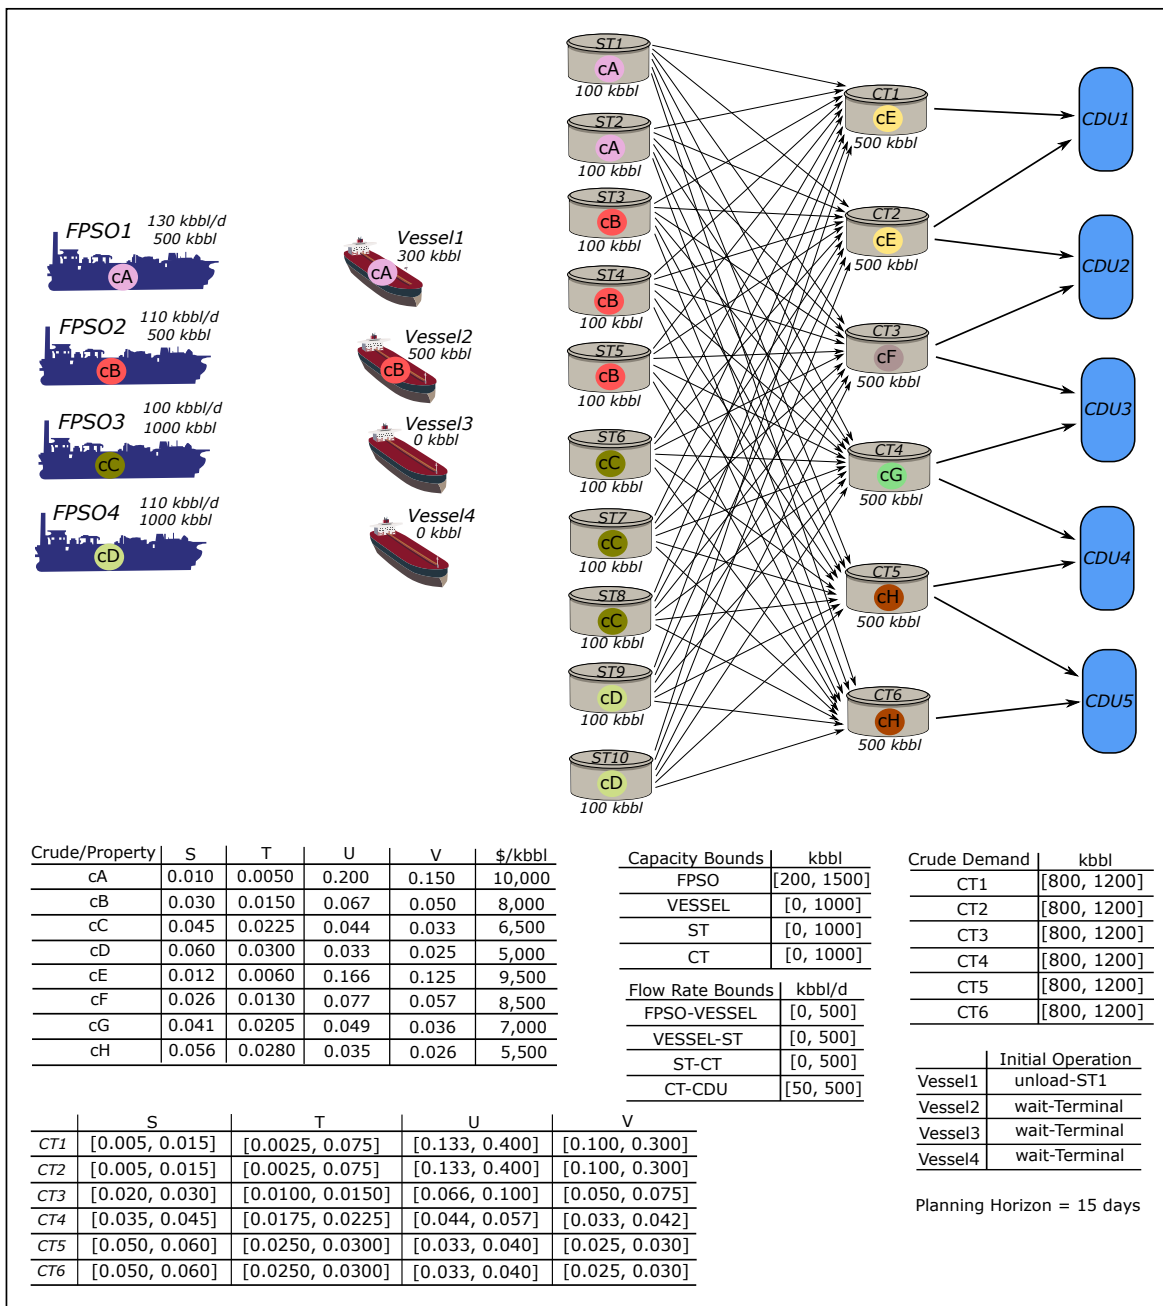 FPSO1
130 kbbl/d
500 kbbl
cA
FPSO2
110 kbbl/d
500 kbbl
cB
FPSO3
100 kbbl/d
1000 kbbl
cC
FPSO4
110 kbbl/d
1000 kbbl
cD
Vessel1
300 kbbl
cA
Vessel2
500 kbbl
cB
Vessel3
0 kbbl
Vessel4
0 kbbl
ST1
cA
100 kbbl
ST2
cA
100 kbbl
ST3
cB
100 kbbl
ST4
cB
100 kbbl
ST5
cB
100 kbbl
ST6
cC
100 kbbl
ST7
cC
100 kbbl
ST8
cC
100 kbbl
ST9
cD
100 kbbl
ST10
cD
100 kbbl
CT1
cE
500 kbbl
CT2
cE
500 kbbl
CT3
cF
500 kbbl
CT4
cG
500 kbbl
CT5
cH
500 kbbl
CT6
cH
500 kbbl
CDU1
CDU2
CDU3
CDU4
CDU5
Crude/Property S T U V $/kbbl
cA 0.010 0.0050 0.200 0.150 10,000
cB 0.030 0.0150 0.067 0.050 8,000
cC 0.045 0.0225 0.044 0.033 6,500
cD 0.060 0.0300 0.033 0.025 5,000
cE 0.012 0.0060 0.166 0.125 9,500
cF 0.026 0.0130 0.077 0.057 8,500
cG 0.041 0.0205 0.049 0.036 7,000
cH 0.056 0.0280 0.035 0.026 5,500
Capacity Bounds kbbl
FPSO [200, 1500]
VESSEL [0, 1000]
ST [0, 1000]
CT [0, 1000]
Flow Rate Bounds kbbl/d
FPSO-VESSEL [0, 500]
VESSEL-ST [0, 500]
ST-CT [0, 500]
CT-CDU [50, 500]
Crude Demand kbbl
CT1 [800, 1200]
CT2 [800, 1200]
CT3 [800, 1200]
CT4 [800, 1200]
CT5 [800, 1200]
CT6 [800, 1200]
Initial Operation
Vessel1 unload-ST1
Vessel2 wait-Terminal
Vessel3 wait-Terminal
Vessel4 wait-Terminal
Planning Horizon = 15 days
S T U V
CT1 [0.005, 0.015] [0.0025, 0.075] [0.133, 0.400] [0.100, 0.300]
CT2 [0.005, 0.015] [0.0025, 0.075] [0.133, 0.400] [0.100, 0.300]
CT3 [0.020, 0.030] [0.0100, 0.0150] [0.066, 0.100] [0.050, 0.075]
CT4 [0.035, 0.045] [0.0175, 0.0225] [0.044, 0.057] [0.033, 0.042]
CT5 [0.050, 0.060] [0.0250, 0.0300] [0.033, 0.040] [0.025, 0.030]
CT6 [0.050, 0.060] [0.0250, 0.0300] [0.033, 0.040] [0.025, 0.030]